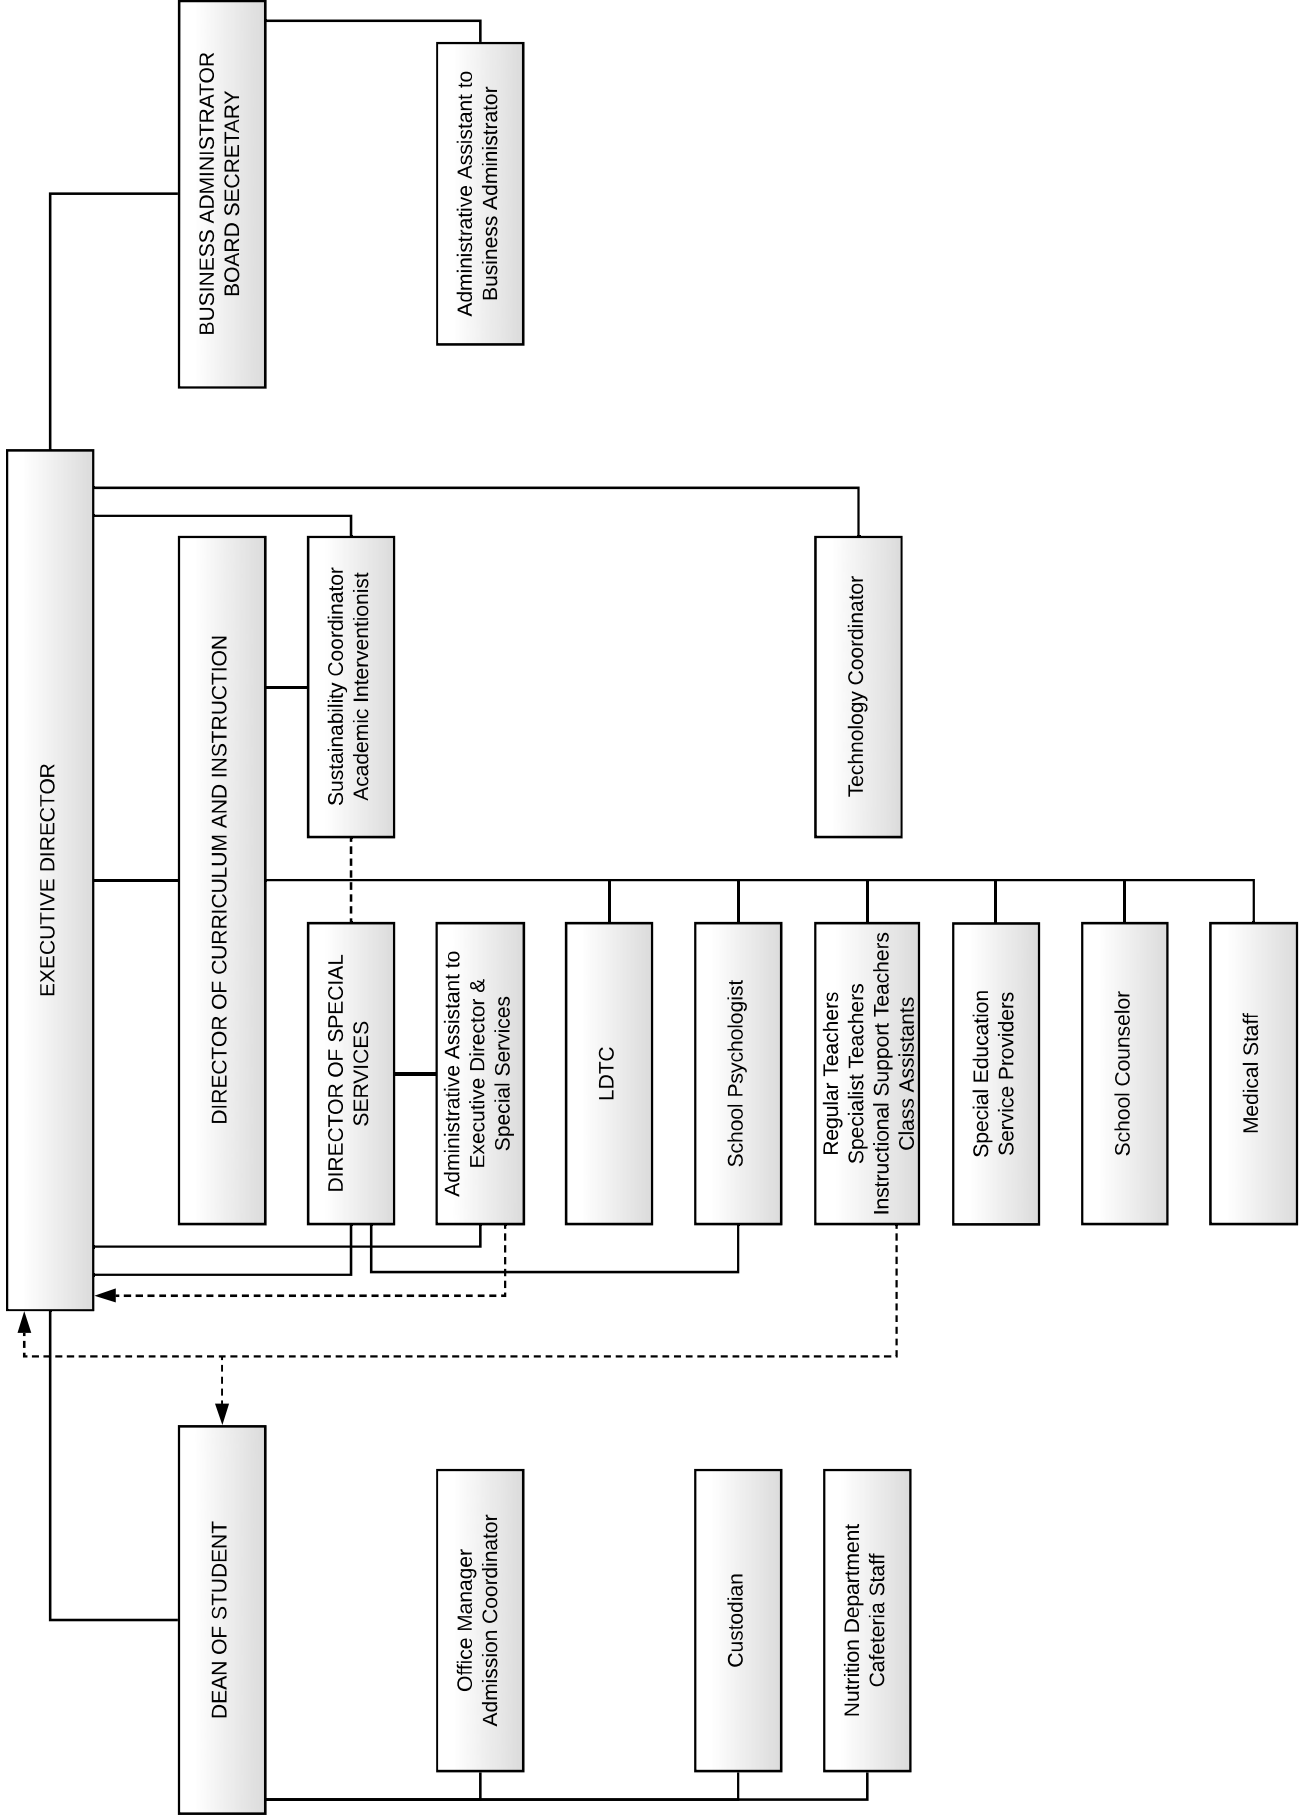 EXECUTIVE DIRECTOR
DEAN OF STUDENT
DIRECTOR OF CURRICULUM AND INSTRUCTION
BUSINESS ADMINISTRATOR
BOARD SECRETARY
DIRECTOR OF SPECIAL
SERVICES
Sustainability Coordinator
Academic Interventionist
Office Manager
Admission Coordinator
Administrative Assistant to
Executive Director &
Special Services
Administrative Assistant to
Business Administrator
LDTC
Custodian
School Psychologist
Nutrition Department
Cafeteria Staff
Regular Teachers
Specialist Teachers
Instructional Support Teachers
Class Assistants
Technology Coordinator
Special Education
Service Providers
School Counselor
Medical Staff